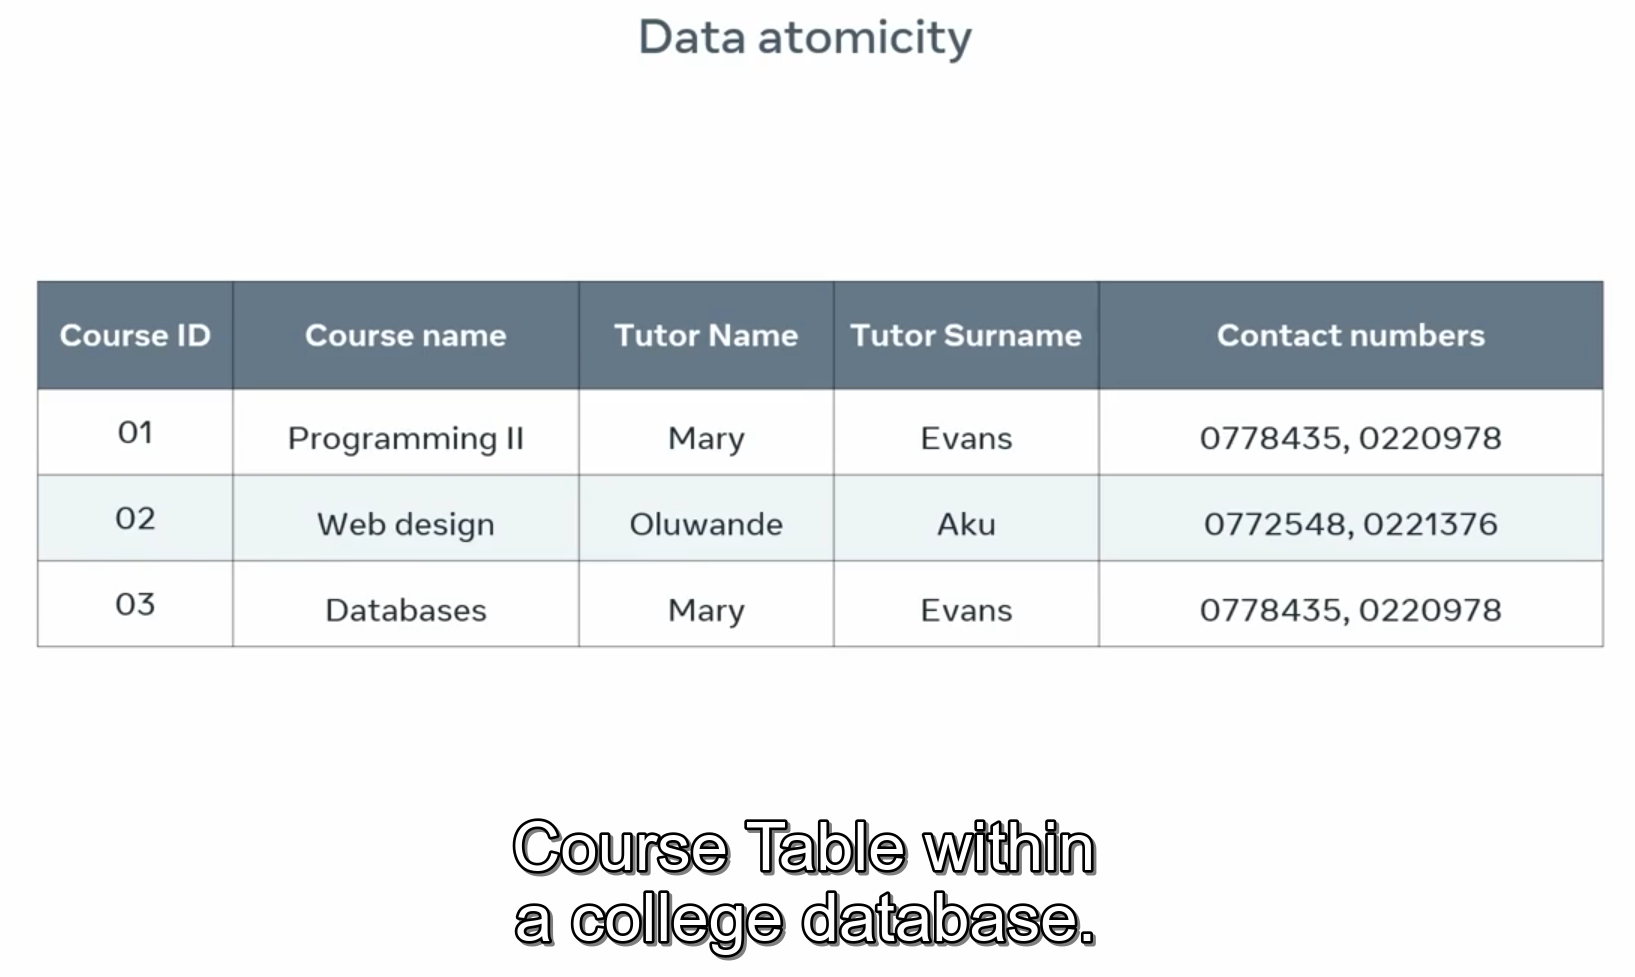 Data atomicity
Course ID Course name Tutor Name Tutor Surname Contact numbers
01 Programming II Mary Evans 0778435, 0220978
02 Web design Oluwande Aku 0772548, 0221376
03 Databases Mary Evans 0778435, 0220978
Course Table within
a college database.